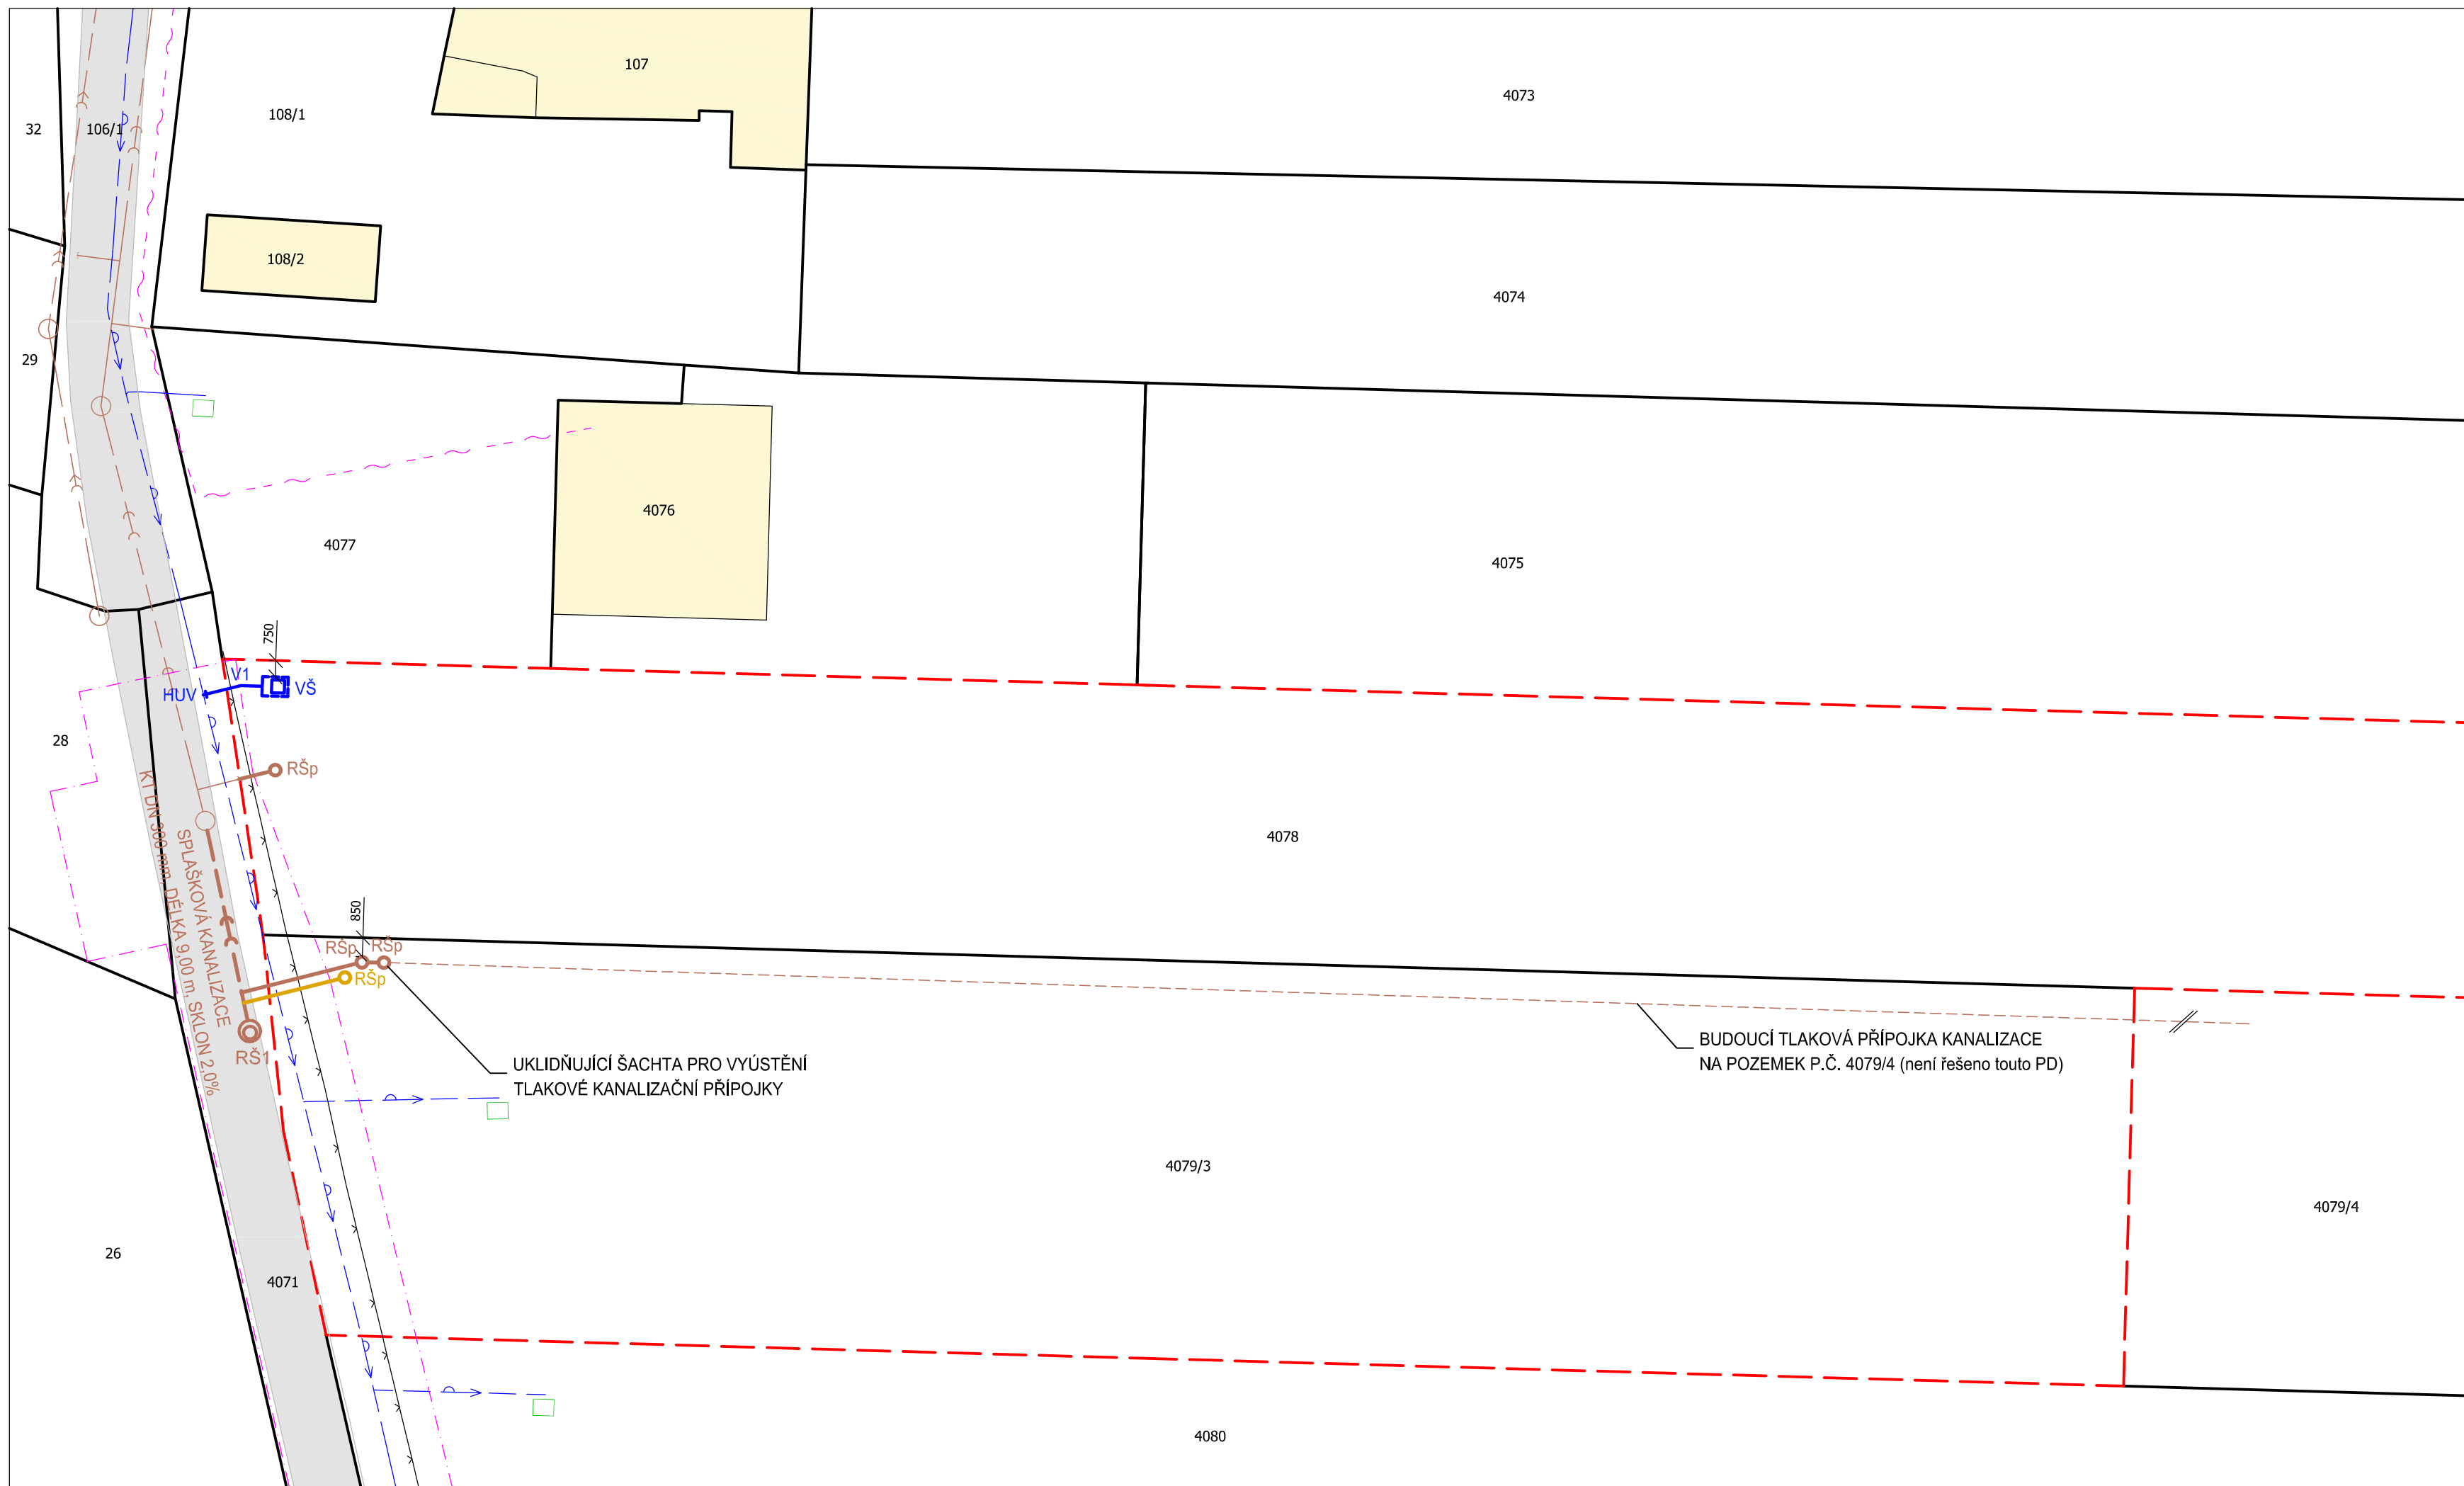 107
4073
108/1
32
106/1
108/2
4074
29
4076
4077
4075
750
V1
HUV
VŠ
28
RŠp
KT DN 300 mm, DÉLKA 9,00 m, SKLON 2,0%
SPLAŠKOVÁ KANALIZACE
4078
850
RŠp
RŠp
RŠp
RŠ1
UKLIDŇUJÍCÍ ŠACHTA PRO VYÚSTĚNÍ
TLAKOVÉ KANALIZAČNÍ PŘÍPOJKY
BUDOUCÍ TLAKOVÁ PŘÍPOJKA KANALIZACE
NA POZEMEK P.Č. 4079/4 (není řešeno touto PD)
4079/3
4079/4
26
4071
4080